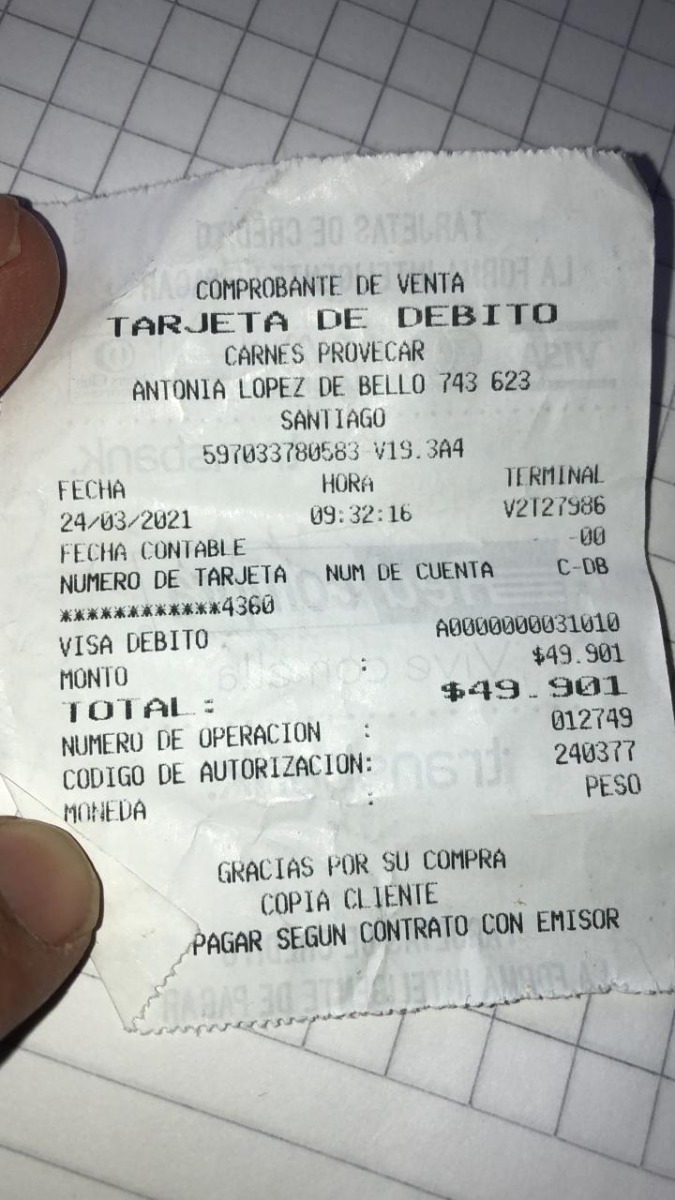 COMPROBANTE DE VENTA
TARJETA DE DEBITO
CARNES PROVECAR
ANTONIA LOPEZ DE BELLO 743 623
SANTIAGO
597033780583 V19.3A4
FECHA HORA TERMINAL
24/03/2021 09:32:16 V2T27986
FECHA CONTABLE -00
NUMERO DE TARJETA NUM DE CUENTA C-DB
************4360
VISA DEBITO A0000000031010
MONTO : $49.901
TOTAL: $49.901
NUMERO DE OPERACION : 012749
CODIGO DE AUTORIZACION: 240377
MONEDA : PESO
GRACIAS POR SU COMPRA
COPIA CLIENTE
PAGAR SEGUN CONTRATO CON EMISOR